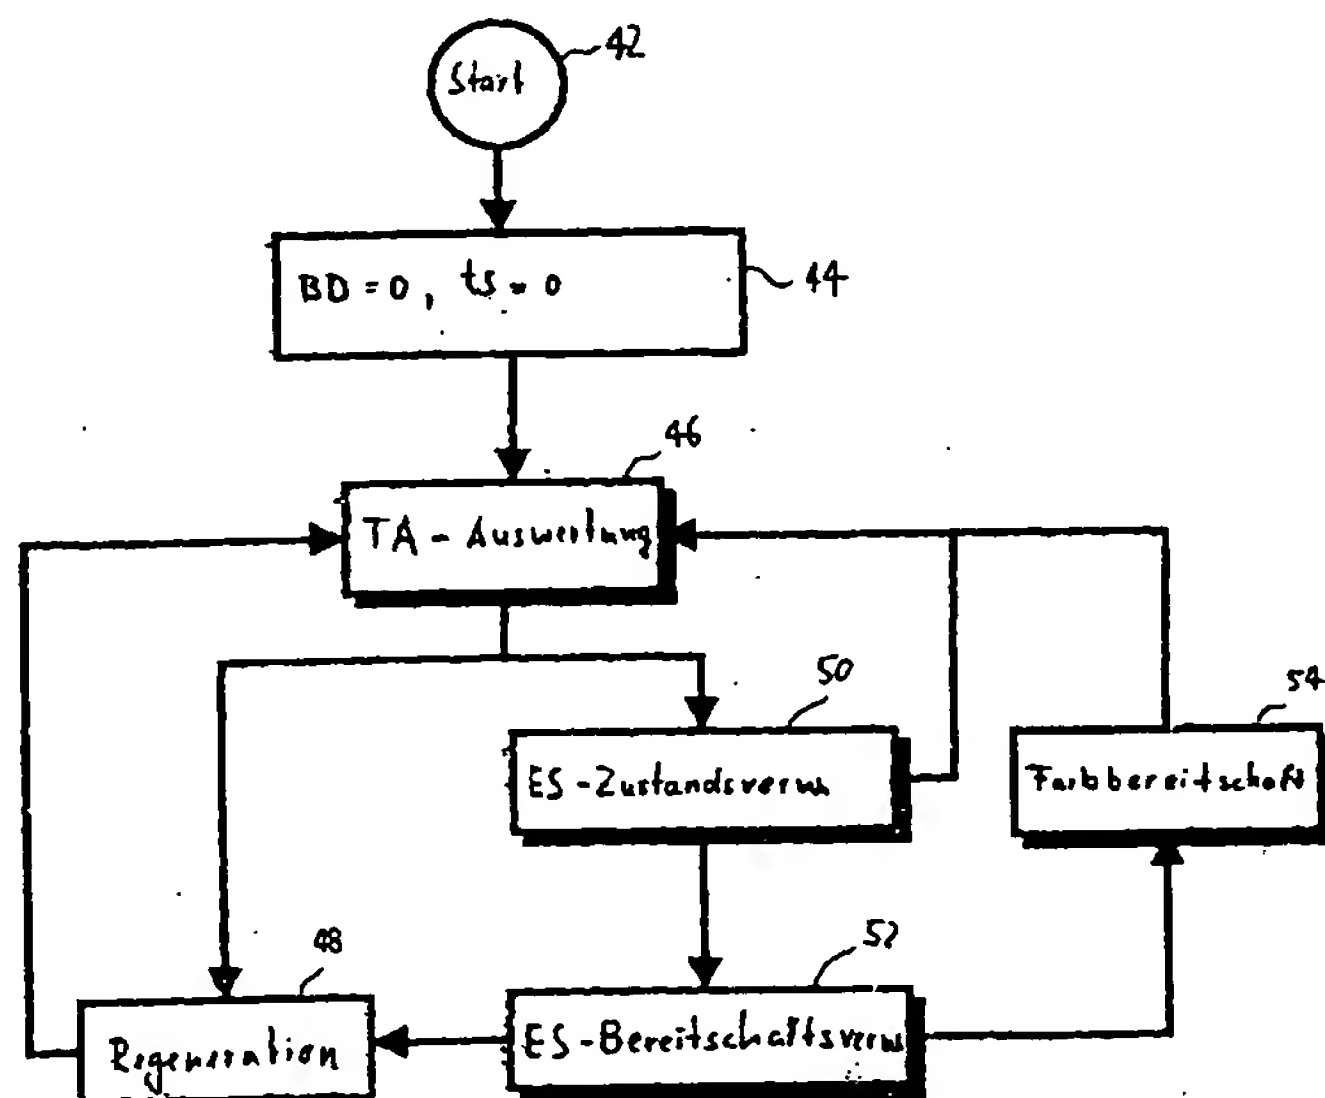 Start
42
BD = 0, ts = 0
44
46
TA - Auswertung
50
54
ES - Zustandsverw
Farbbereitschaft
48
52
Regeneration
ES - Bereitschaftsverw